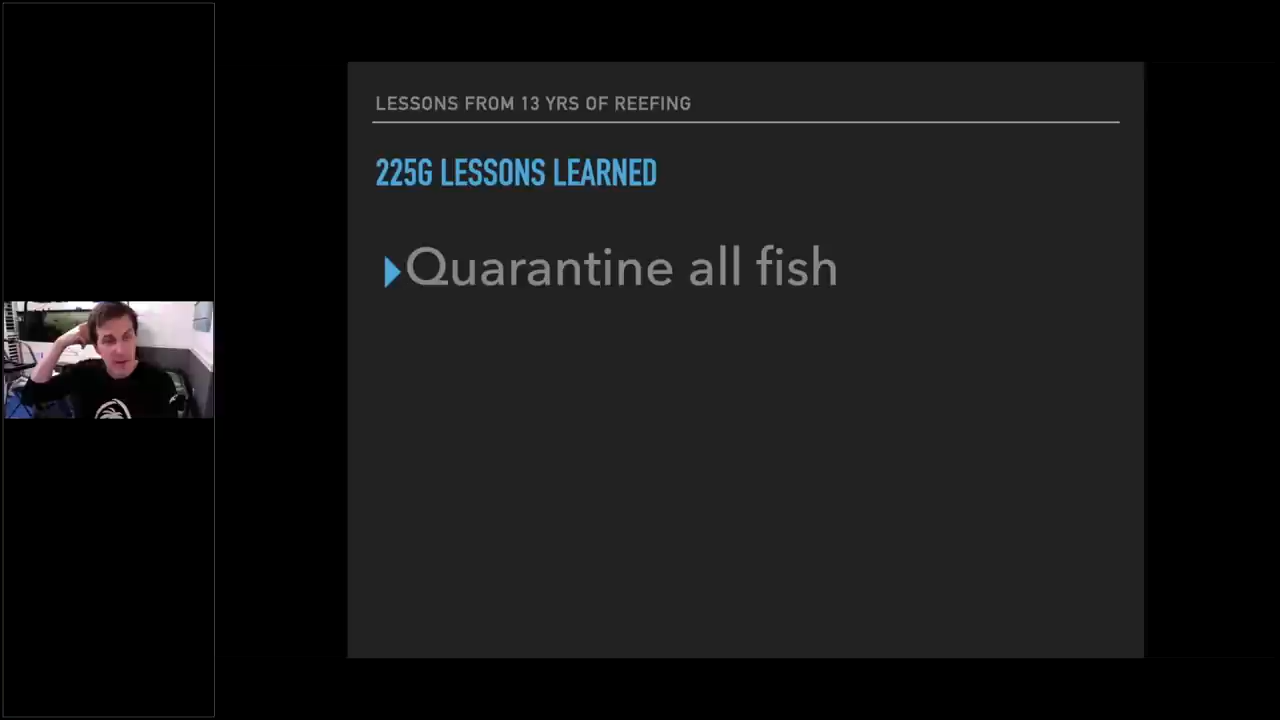 LESSONS FROM 13 YRS OF REEFING
225G LESSONS LEARNED
Quarantine all fish